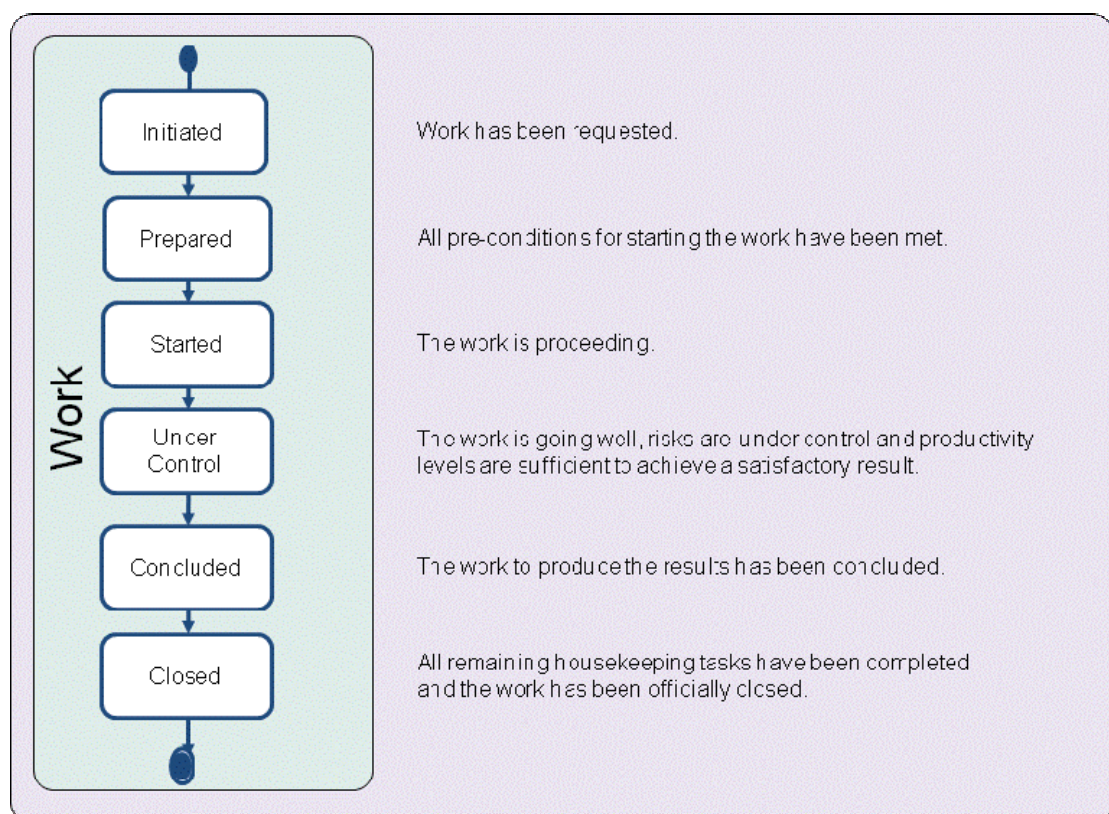 Work
Initiated
Work has been requested.
Prepared
All pre-conditions for starting the work have been met.
Started
The work is proceeding.
Under
Control
The work is going well, risks are under control and productivity
levels are sufficient to achieve a satisfactory result.
Concluded
The work to produce the results has been concluded.
Closed
All remaining housekeeping tasks have been completed
and the work has been officially closed.